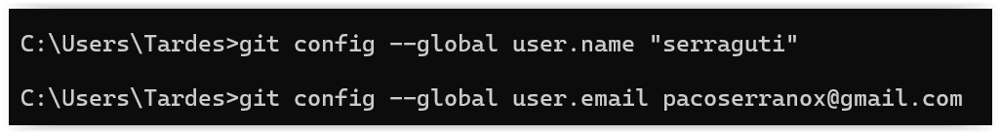 C:\Users\Tardes>git config --global user.name "serraguti"
C:\Users\Tardes>git config --global user.email pacoserranox@gmail.com